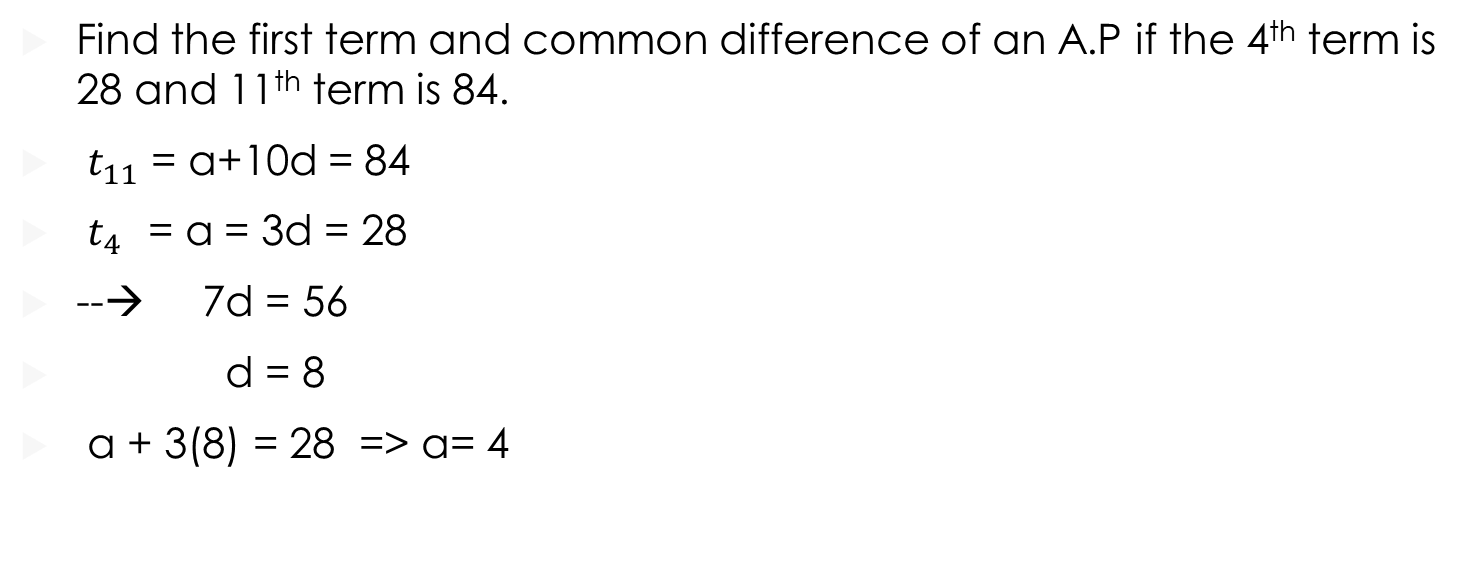 Find the first term and common difference of an A.P if the 4th term is
28 and 11th term is 84.
t₁₁ = a+10d = 84
t₄ = a = 3d = 28
--→ 7d = 56
d = 8
a + 3(8) = 28 => a= 4